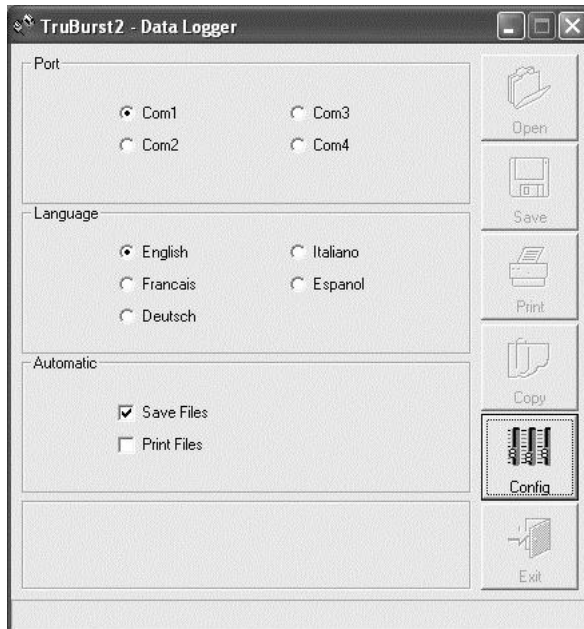 TruBurst2 - Data Logger
Port
Com1
Com3
Com2
Com4
Language
English
Italiano
Francais
Espanol
Deutsch
Automatic
Save Files
Print Files
Open
Save
Print
Copy
Config
Exit